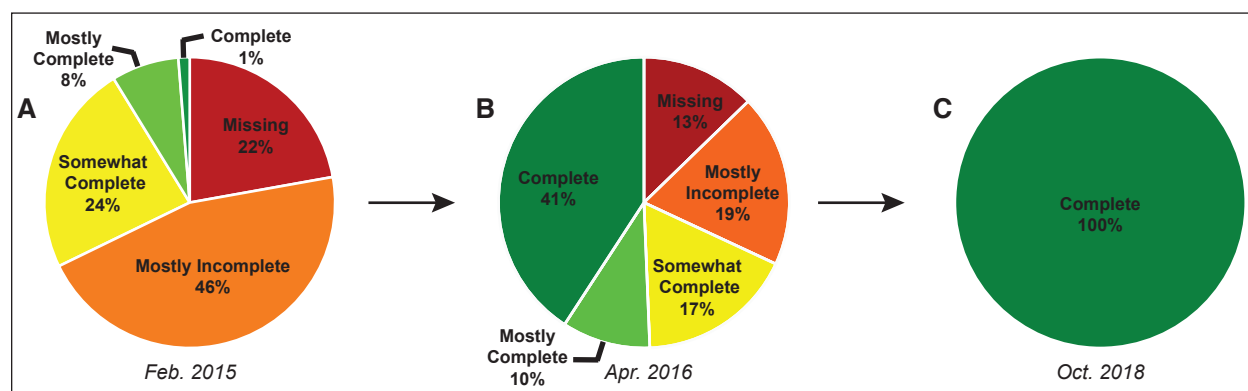 A
Mostly
Complete
8%
Complete
1%
Missing
22%
Somewhat
Complete
24%
Mostly Incomplete
46%
Feb. 2015
B
Missing
13%
Complete
41%
Mostly
Incomplete
19%
Somewhat
Complete
17%
Mostly
Complete
10%
Apr. 2016
C
Complete
100%
Oct. 2018